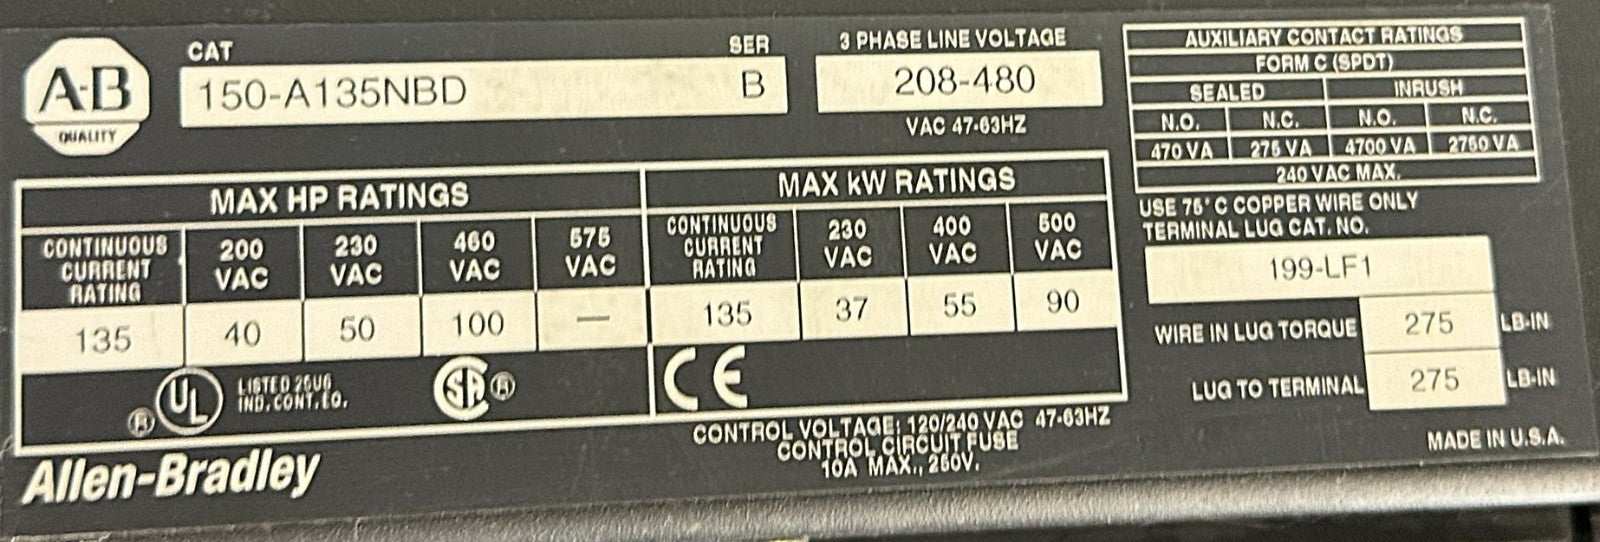 A-B
QUALITY
CAT
150-A135NBD
SER
B
3 PHASE LINE VOLTAGE
208-480
VAC 47-63HZ
AUXILIARY CONTACT RATINGS
FORM C (SPDT)
SEALED INRUSH
N.O. N.C. N.O. N.C.
470 VA 275 VA 4700 VA 2750 VA
240 VAC MAX.
USE 75°C COPPER WIRE ONLY
TERMINAL LUG CAT. NO.
199-LF1
WIRE IN LUG TORQUE 275 LB-IN
LUG TO TERMINAL 275 LB-IN
MADE IN U.S.A.
MAX HP RATINGS
CONTINUOUS CURRENT RATING 200 VAC 230 VAC 460 VAC 575 VAC
135 40 50 100 —
MAX kW RATINGS
CONTINUOUS CURRENT RATING 230 VAC 400 VAC 500 VAC
135 37 55 90
® UL LISTED 26U6
IND. CONT. EQ.
SA ®
CE
CONTROL VOLTAGE: 120/240 VAC 47-63HZ
CONTROL CIRCUIT FUSE
10A MAX., 250V.
Allen-Bradley